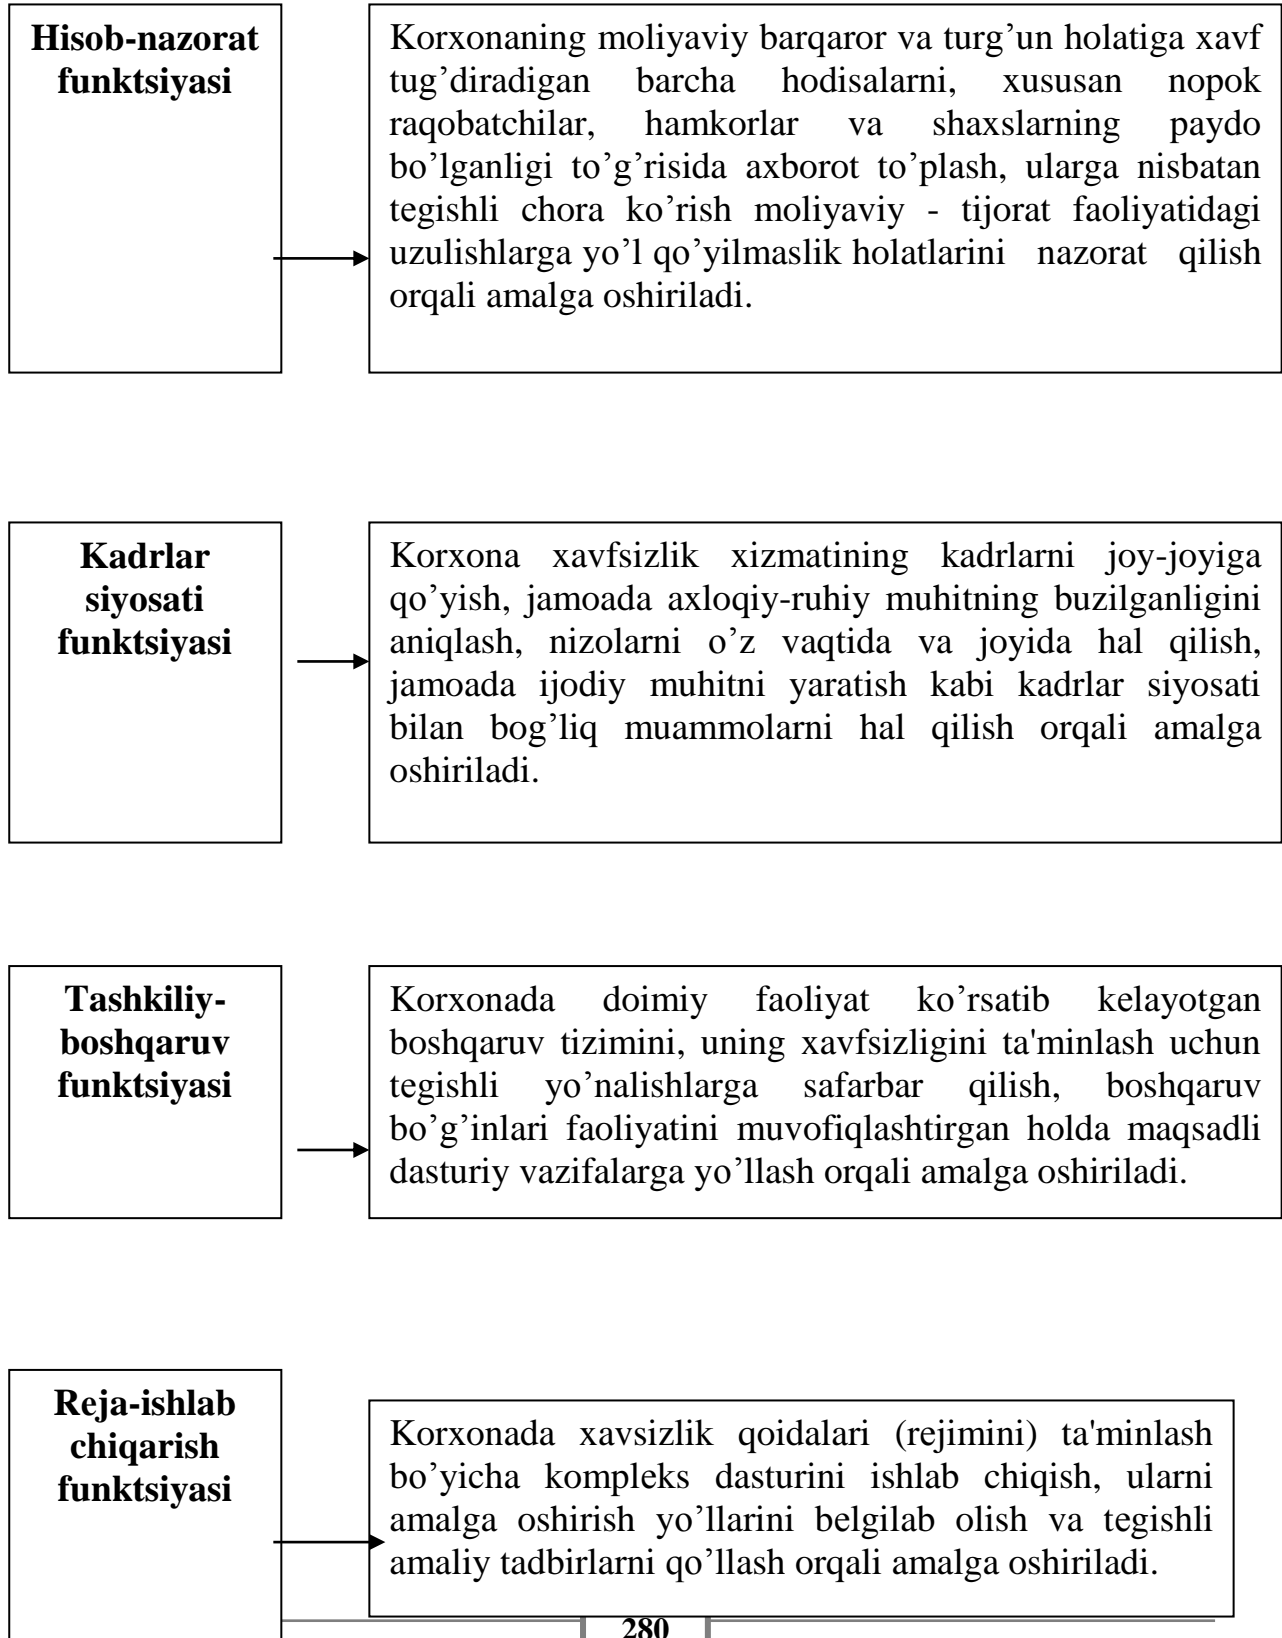 Hisob-nazorat
funktsiyasi
Korxonaning moliyaviy barqaror va turg’un holatiga xavf
tug’diradigan barcha hodisalarni, xususan nopok
raqobatchilar, hamkorlar va shaxslarning paydo
bo’lganligi to’g’risida axborot to’plash, ularga nisbatan
tegishli chora ko’rish moliyaviy - tijorat faoliyatidagi
uzulishlarga yo’l qo’yilmaslik holatlarini nazorat qilish
orqali amalga oshiriladi.
Kadrlar
siyosati
funktsiyasi
Korxona xavfsizlik xizmatining kadrlarni joy-joyiga
qo’yish, jamoada axloqiy-ruhiy muhitning buzilganligini
aniqlash, nizolarni o’z vaqtida va joyida hal qilish,
jamoada ijodiy muhitni yaratish kabi kadrlar siyosati
bilan bog’liq muammolarni hal qilish orqali amalga
oshiriladi.
Tashkiliy-
boshqaruv
funktsiyasi
Korxonada doimiy faoliyat ko’rsatib kelayotgan
boshqaruv tizimini, uning xavfsizligini ta'minlash uchun
tegishli yo’nalishlarga safarbar qilish, boshqaruv
bo’g’inlari faoliyatini muvofiqlashtirgan holda maqsadli
dasturiy vazifalarga yo’llash orqali amalga oshiriladi.
Reja-ishlab
chiqarish
funktsiyasi
Korxonada xavsizlik qoidalari (rejimini) ta'minlash
bo’yicha kompleks dasturini ishlab chiqish, ularni
amalga oshirish yo’llarini belgilab olish va tegishli
amaliy tadbirlarni qo’llash orqali amalga oshiriladi.
280